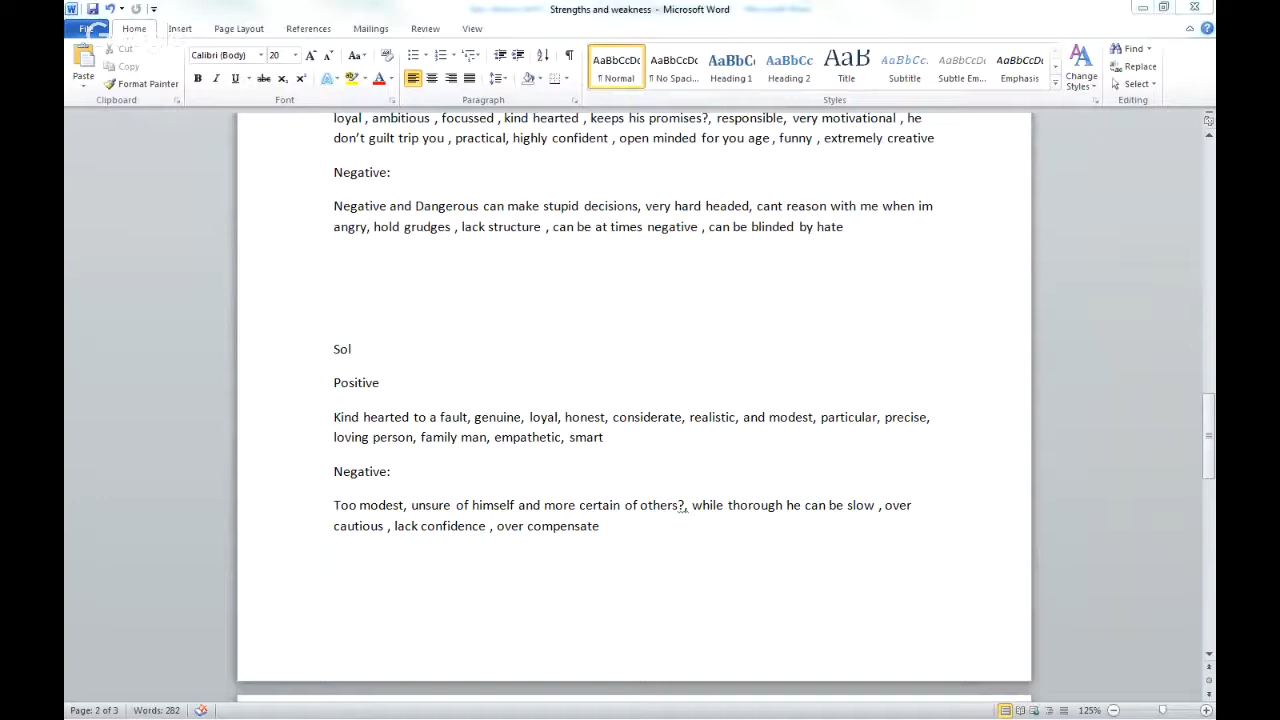 Strengths and weakness - Microsoft Word
File Home Insert Page Layout References Mailings Review View
Paste Cut Copy Format Painter Clipboard
Calibri (Body) 20 Font
Paragraph
AaBbCcDc ¶ Normal AaBbCcDc ¶ No Spaci... AaBbC Heading 1 AaBbCc Heading 2 AaB Title AaBbCc. Subtitle AaBbCcDc Subtle Em... AaBbCcDc Emphasis Change Styles Styles
Find Replace Select Editing
loyal , ambitious , focussed , kind hearted , keeps his promises?, responsible, very motivational , he
don't guilt trip you , practical, highly confident , open minded for you age , funny , extremely creative
Negative:
Negative and Dangerous can make stupid decisions, very hard headed, cant reason with me when im
angry, hold grudges , lack structure , can be at times negative , can be blinded by hate
Sol
Positive
Kind hearted to a fault, genuine, loyal, honest, considerate, realistic, and modest, particular, precise,
loving person, family man, empathetic, smart
Negative:
Too modest, unsure of himself and more certain of others?, while thorough he can be slow , over
cautious , lack confidence , over compensate
Page: 2 of 3 Words: 282 125%